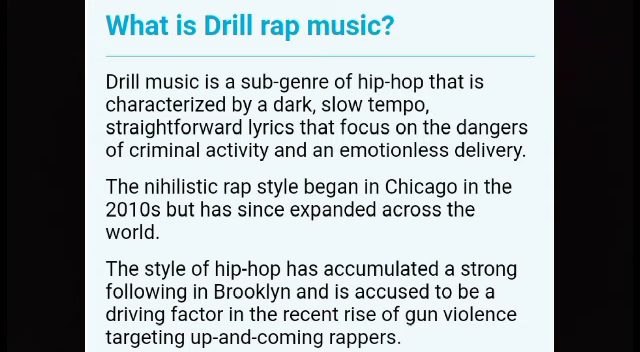 What is Drill rap music?
Drill music is a sub-genre of hip-hop that is
characterized by a dark, slow tempo,
straightforward lyrics that focus on the dangers
of criminal activity and an emotionless delivery.
The nihilistic rap style began in Chicago in the
2010s but has since expanded across the
world.
The style of hip-hop has accumulated a strong
following in Brooklyn and is accused to be a
driving factor in the recent rise of gun violence
targeting up-and-coming rappers.